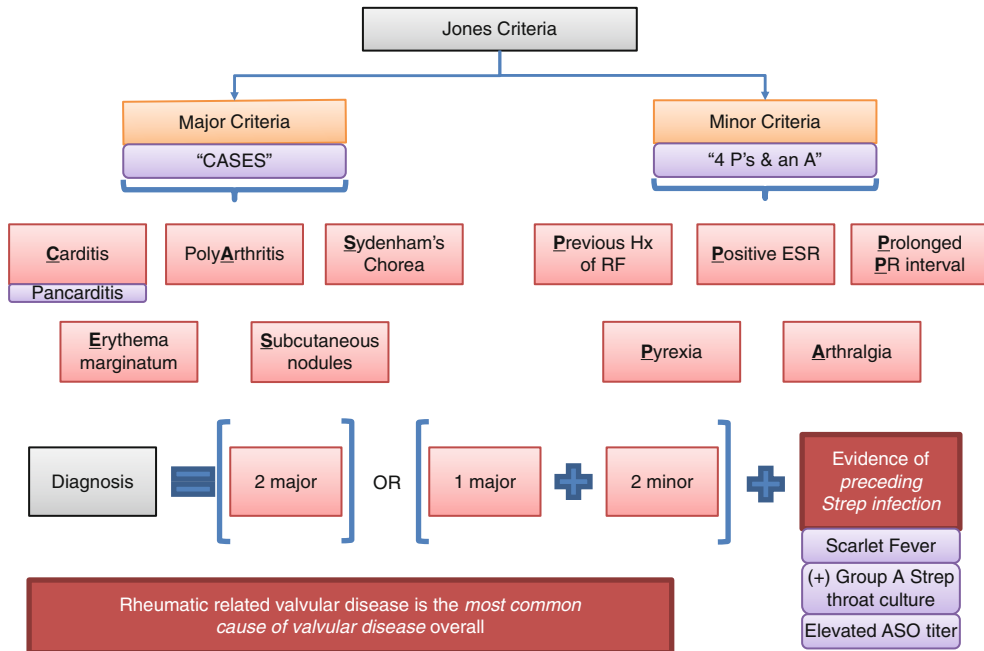 Jones Criteria
Major Criteria
“CASES”
Minor Criteria
“4 P's & an A”
Carditis
Pancarditis
PolyArthritis
Sydenham's
Chorea
Previous Hx
of RF
Positive ESR
Prolonged
PR interval
Erythema
marginatum
Subcutaneous
nodules
Pyrexia
Arthralgia
Diagnosis
=
2 major
OR
1 major
+
2 minor
+
Evidence of
preceding
Strep infection
Scarlet Fever
(+) Group A Strep
throat culture
Elevated ASO titer
Rheumatic related valvular disease is the most common
cause of valvular disease overall